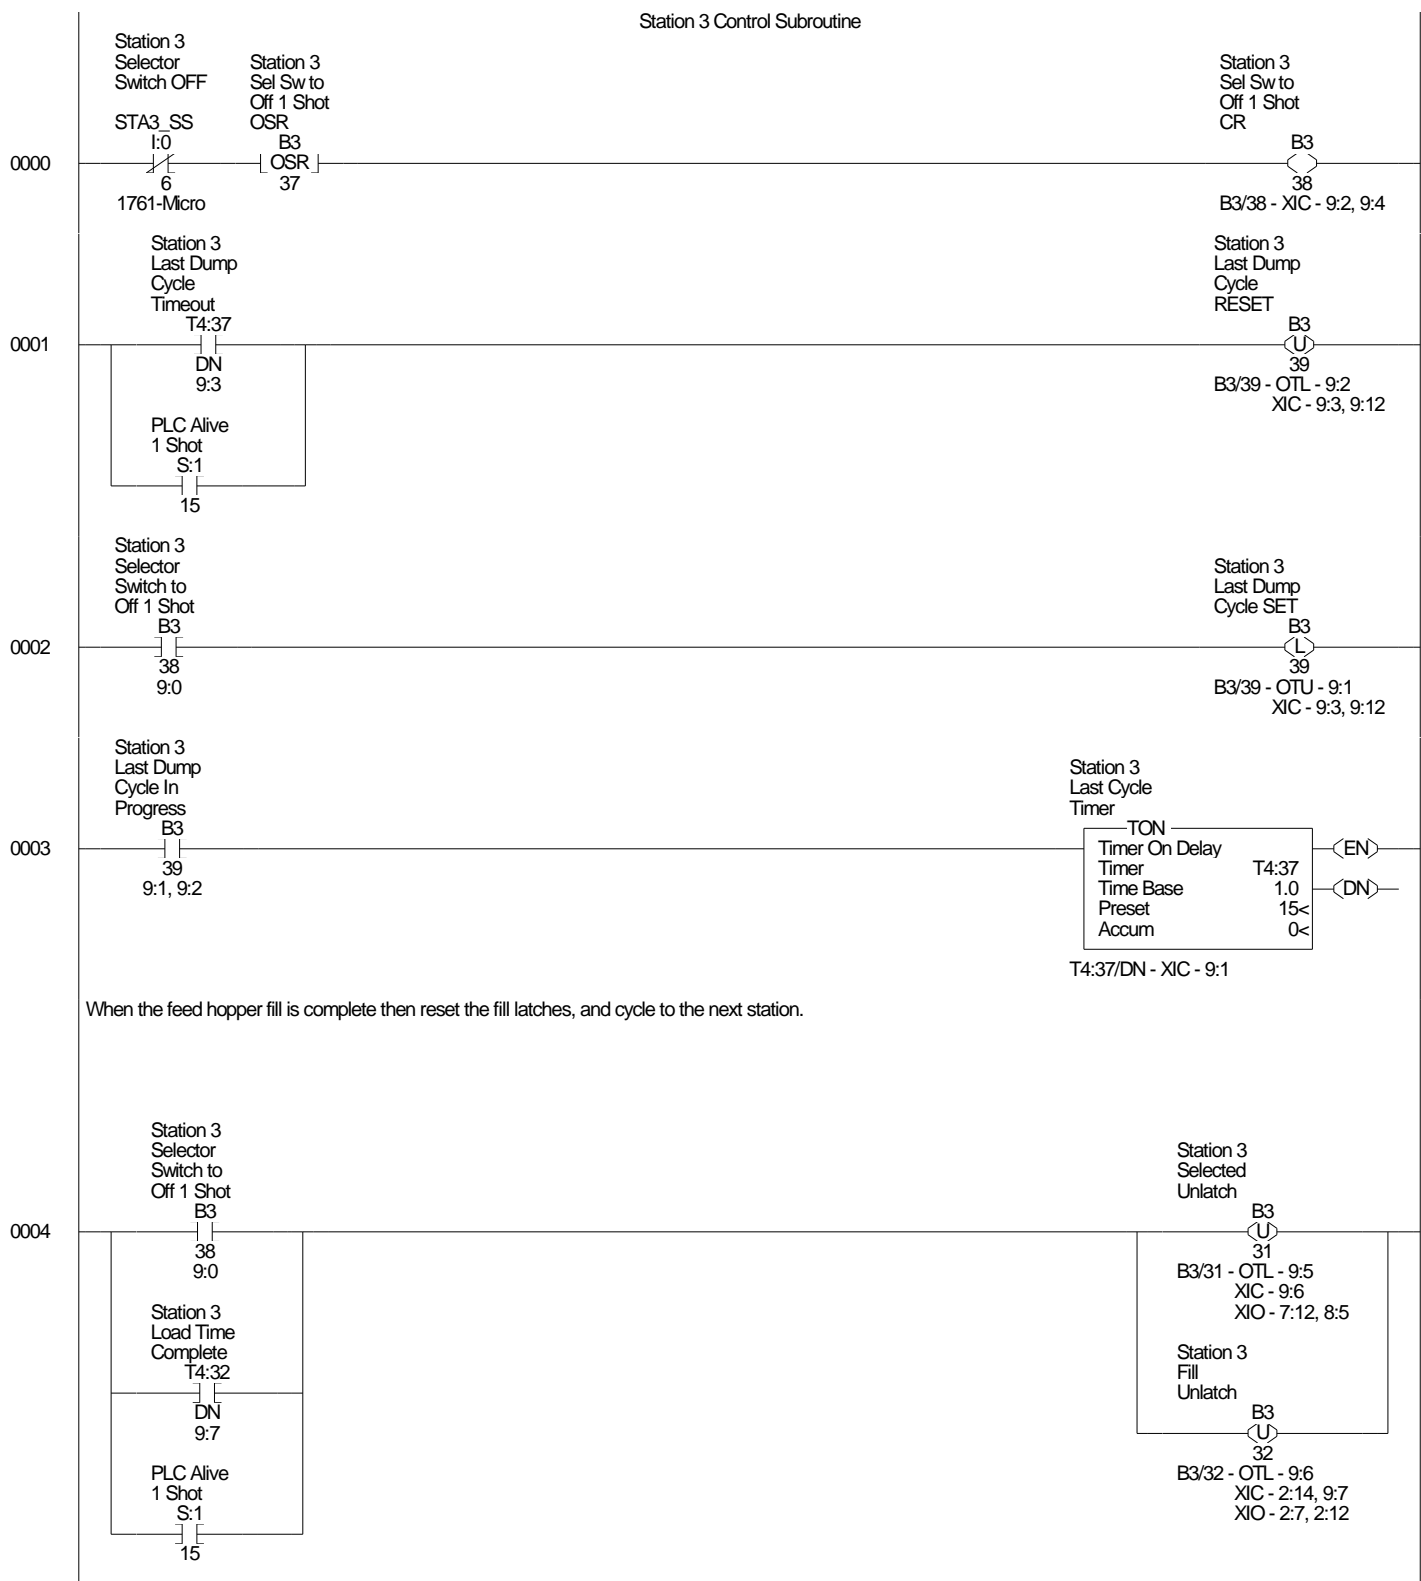 Station 3 Control Subroutine
Station 3
Selector
Switch OFF
STA3_SS
I:0
6
1761-Micro
Station 3
Sel Sw to
Off 1 Shot
OSR
B3
OSR
37
Station 3
Sel Sw to
Off 1 Shot
CR
B3
38
B3/38 - XIC - 9:2, 9:4
0000
Station 3
Last Dump
Cycle
Timeout
T4:37
DN
9:3
PLC Alive
1 Shot
S:1
15
Station 3
Last Dump
Cycle
RESET
B3
U
39
B3/39 - OTL - 9:2
XIC - 9:3, 9:12
0001
Station 3
Selector
Switch to
Off 1 Shot
B3
38
9:0
Station 3
Last Dump
Cycle SET
B3
L
39
B3/39 - OTU - 9:1
XIC - 9:3, 9:12
0002
Station 3
Last Dump
Cycle In
Progress
B3
39
9:1, 9:2
Station 3
Last Cycle
Timer
TON
Timer On Delay
Timer T4:37
Time Base 1.0
Preset 15<
Accum 0<
EN
DN
T4:37/DN - XIC - 9:1
0003
When the feed hopper fill is complete then reset the fill latches, and cycle to the next station.
Station 3
Selector
Switch to
Off 1 Shot
B3
38
9:0
Station 3
Load Time
Complete
T4:32
DN
9:7
PLC Alive
1 Shot
S:1
15
Station 3
Selected
Unlatch
B3
U
31
B3/31 - OTL - 9:5
XIC - 9:6
XIO - 7:12, 8:5
Station 3
Fill
Unlatch
B3
U
32
B3/32 - OTL - 9:6
XIC - 2:14, 9:7
XIO - 2:7, 2:12
0004